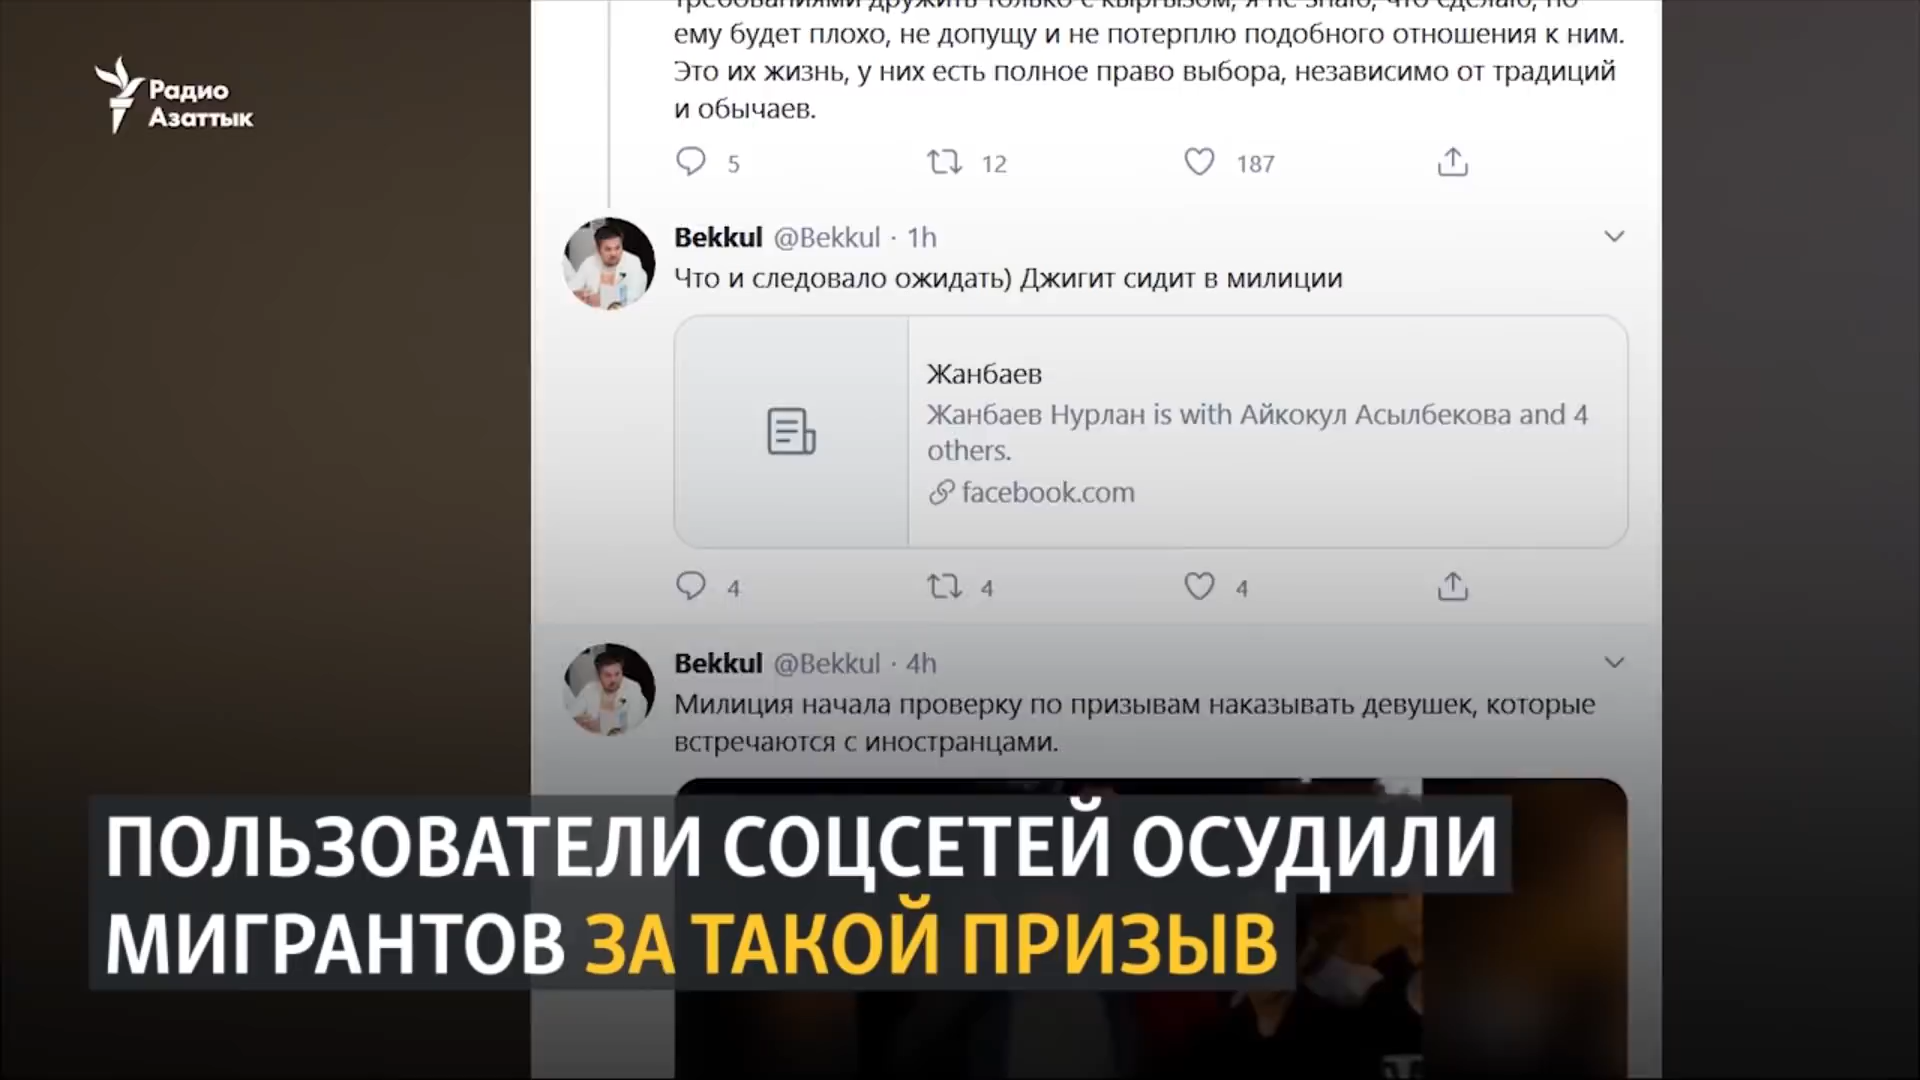 Радио
Азаттык
требованиями дружить только с кыргызом, я не знаю, что сделаю, но
ему будет плохо, не допущу и не потерплю подобного отношения к ним.
Это их жизнь, у них есть полное право выбора, независимо от традиций
и обычаев.
5 12 187
Bekkul @Bekkul · 1h
Что и следовало ожидать) Джигит сидит в милиции
Жанбаев
Жанбаев Нурлан is with Айкокул Асылбекова and 4
others.
facebook.com
4 4 4
Bekkul @Bekkul · 4h
Милиция начала проверку по призывам наказывать девушек, которые
встречаются с иностранцами.
ПОЛЬЗОВАТЕЛИ СОЦСЕТЕЙ ОСУДИЛИ
МИГРАНТОВ ЗА ТАКОЙ ПРИЗЫВ